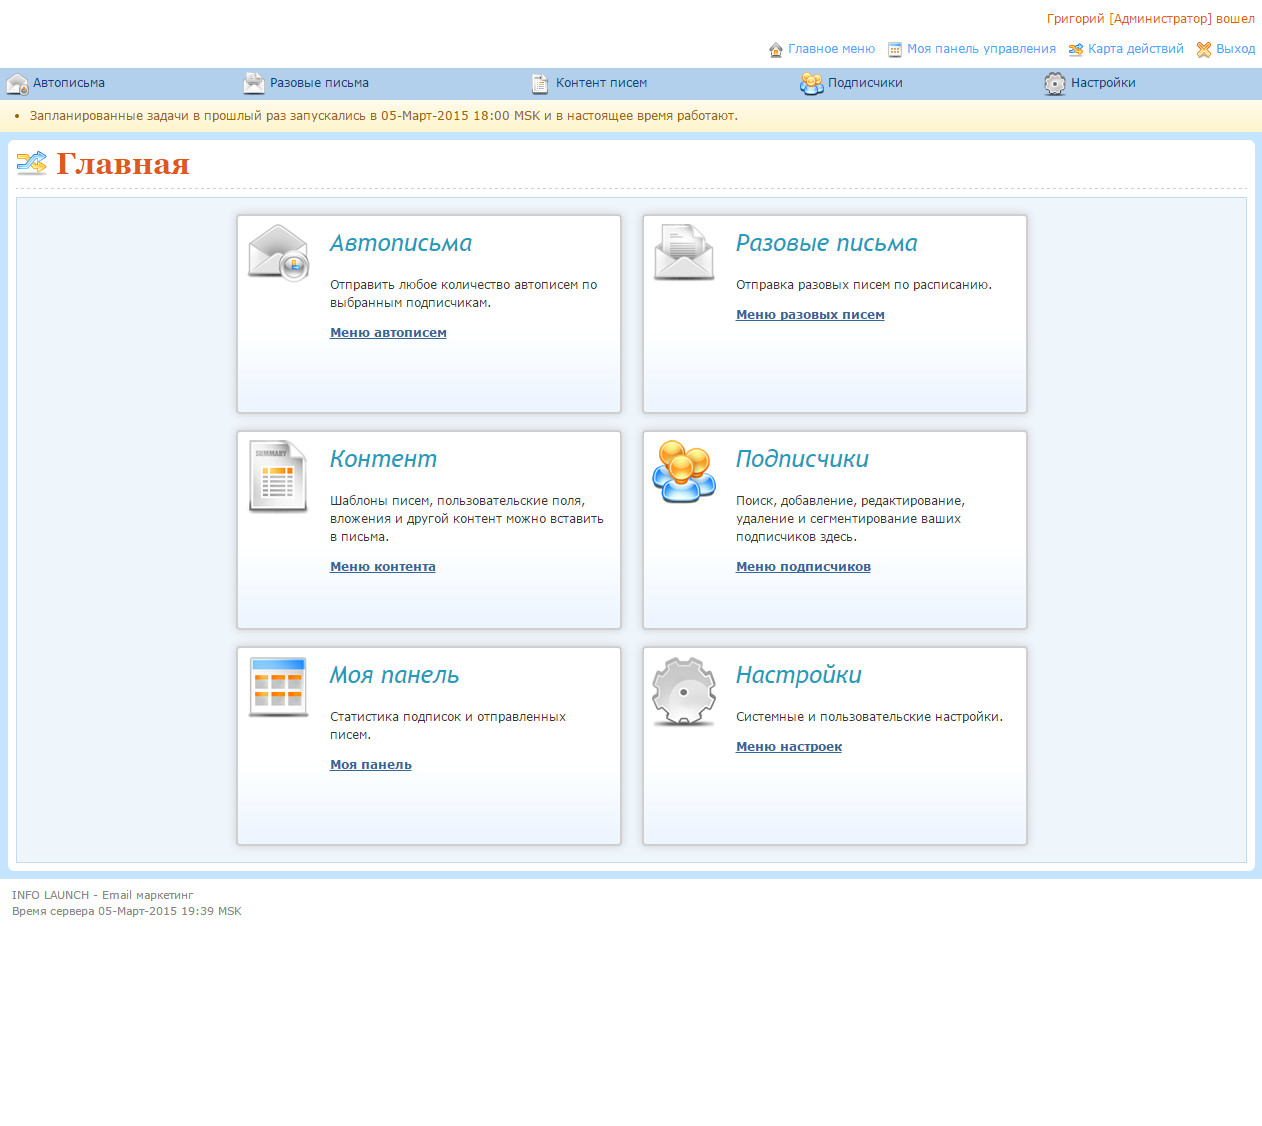 Григорий [Администратор] вошел
Главное меню Моя панель управления Карта действий Выход
Автописьма Разовые письма Контент писем Подписчики Настройки
• Запланированные задачи в прошлый раз запускались в 05-Март-2015 18:00 MSK и в настоящее время работают.
Главная
Автописьма
Отправить любое количество автописем по
выбранным подписчикам.
Меню автописем
Разовые письма
Отправка разовых писем по расписанию.
Меню разовых писем
SUMMARY
Контент
Шаблоны писем, пользовательские поля,
вложения и другой контент можно вставить
в письма.
Меню контента
Подписчики
Поиск, добавление, редактирование,
удаление и сегментирование ваших
подписчиков здесь.
Меню подписчиков
Моя панель
Статистика подписок и отправленных
писем.
Моя панель
Настройки
Системные и пользовательские настройки.
Меню настроек
INFO LAUNCH - Email маркетинг
Время сервера 05-Март-2015 19:39 MSK